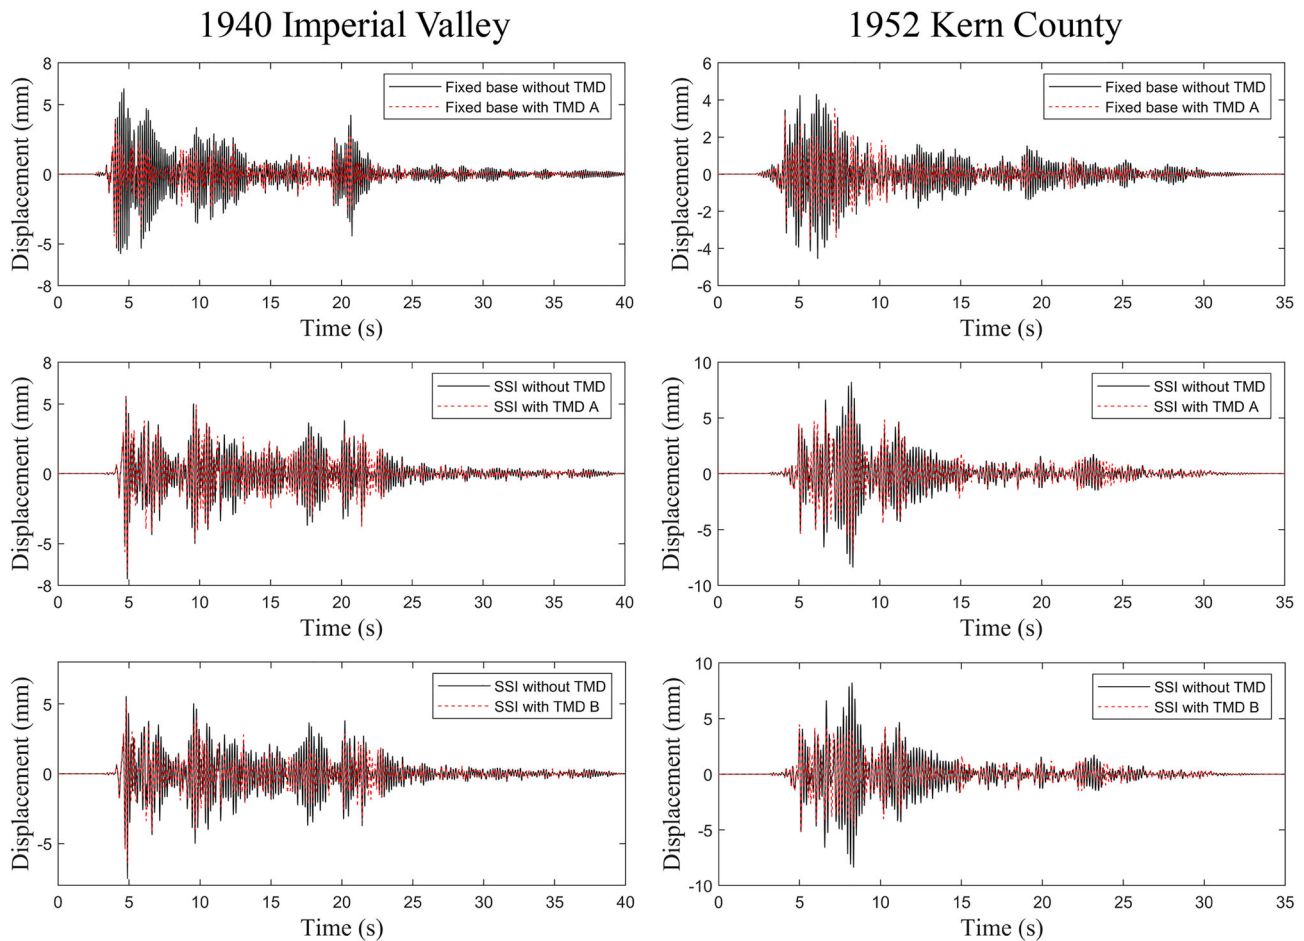 1940 Imperial Valley
1952 Kern County
Displacement (mm)
8
5
0
-5
-8
Fixed base without TMD
Fixed base with TMD A
0 5 10 15 20 25 30 35 40
Time (s)
Displacement (mm)
6
4
2
0
-2
-4
-6
Fixed base without TMD
Fixed base with TMD A
0 5 10 15 20 25 30 35
Time (s)
Displacement (mm)
8
5
0
-5
-8
SSI without TMD
SSI with TMD A
0 5 10 15 20 25 30 35 40
Time (s)
Displacement (mm)
10
5
0
-5
-10
SSI without TMD
SSI with TMD A
0 5 10 15 20 25 30 35
Time (s)
Displacement (mm)
5
0
-5
SSI without TMD
SSI with TMD B
0 5 10 15 20 25 30 35 40
Time (s)
Displacement (mm)
10
5
0
-5
-10
SSI without TMD
SSI with TMD B
0 5 10 15 20 25 30 35
Time (s)